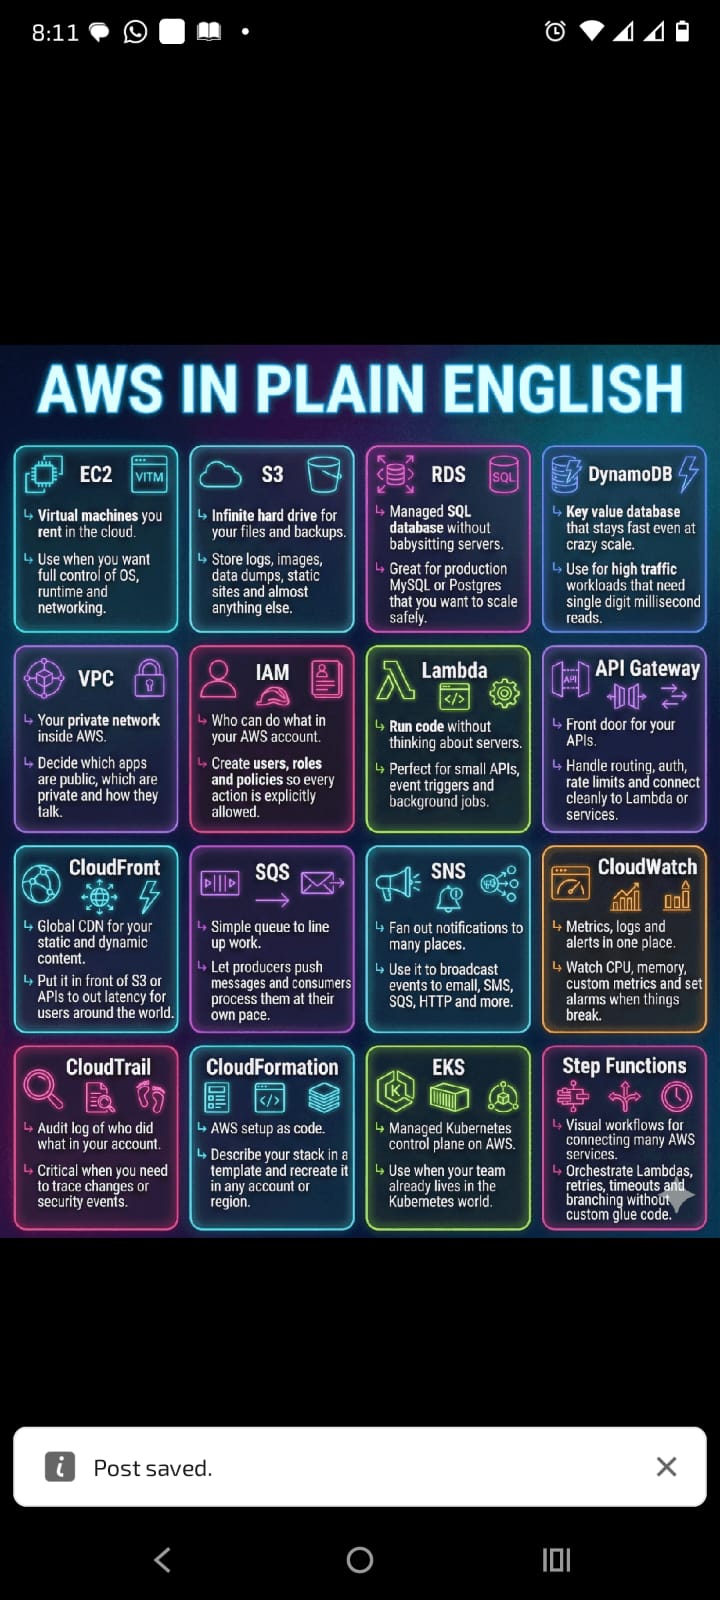 8:11
AWS IN PLAIN ENGLISH
EC2
VITM
↳ Virtual machines you
rent in the cloud.
↳ Use when you want
full control of OS,
runtime and
networking.
S3
↳ Infinite hard drive for
your files and backups.
↳ Store logs, images,
data dumps, static
sites and almost
anything else.
RDS
SQL
↳ Managed SQL
database without
babysitting servers.
↳ Great for production
MySQL or Postgres
that you want to scale
safely.
DynamoDB
↳ Key value database
that stays fast even at
crazy scale.
↳ Use for high traffic
workloads that need
single digit millisecond
reads.
VPC
↳ Your private network
inside AWS.
↳ Decide which apps
are public, which are
private and how they
talk.
IAM
↳ Who can do what in
your AWS account.
↳ Create users, roles
and policies so every
action is explicitly
allowed.
Lambda
</>
↳ Run code without
thinking about servers.
↳ Perfect for small APIs,
event triggers and
background jobs.
API Gateway
API
↳ Front door for your
APIs.
↳ Handle routing, auth,
rate limits and connect
cleanly to Lambda or
services.
CloudFront
↳ Global CDN for your
static and dynamic
content.
↳ Put it in front of S3 or
APIs to out latency for
users around the world.
SQS
↳ Simple queue to line
up work.
↳ Let producers push
messages and consumers
process them at their
own pace.
SNS
↳ Fan out notifications to
many places.
↳ Use it to broadcast
events to email, SMS,
SQS, HTTP and more.
CloudWatch
↳ Metrics, logs and
alerts in one place.
↳ Watch CPU, memory,
custom metrics and set
alarms when things
break.
CloudTrail
↳ Audit log of who did
what in your account.
↳ Critical when you need
to trace changes or
security events.
CloudFormation
</>
↳ AWS setup as code.
↳ Describe your stack in a
template and recreate it
in any account or
region.
EKS
K
↳ Managed Kubernetes
control plane on AWS.
↳ Use when your team
already lives in the
Kubernetes world.
Step Functions
↳ Visual workflows for
connecting many AWS
services.
↳ Orchestrate Lambdas,
retries, timeouts and
branching without
custom glue code.
Post saved.